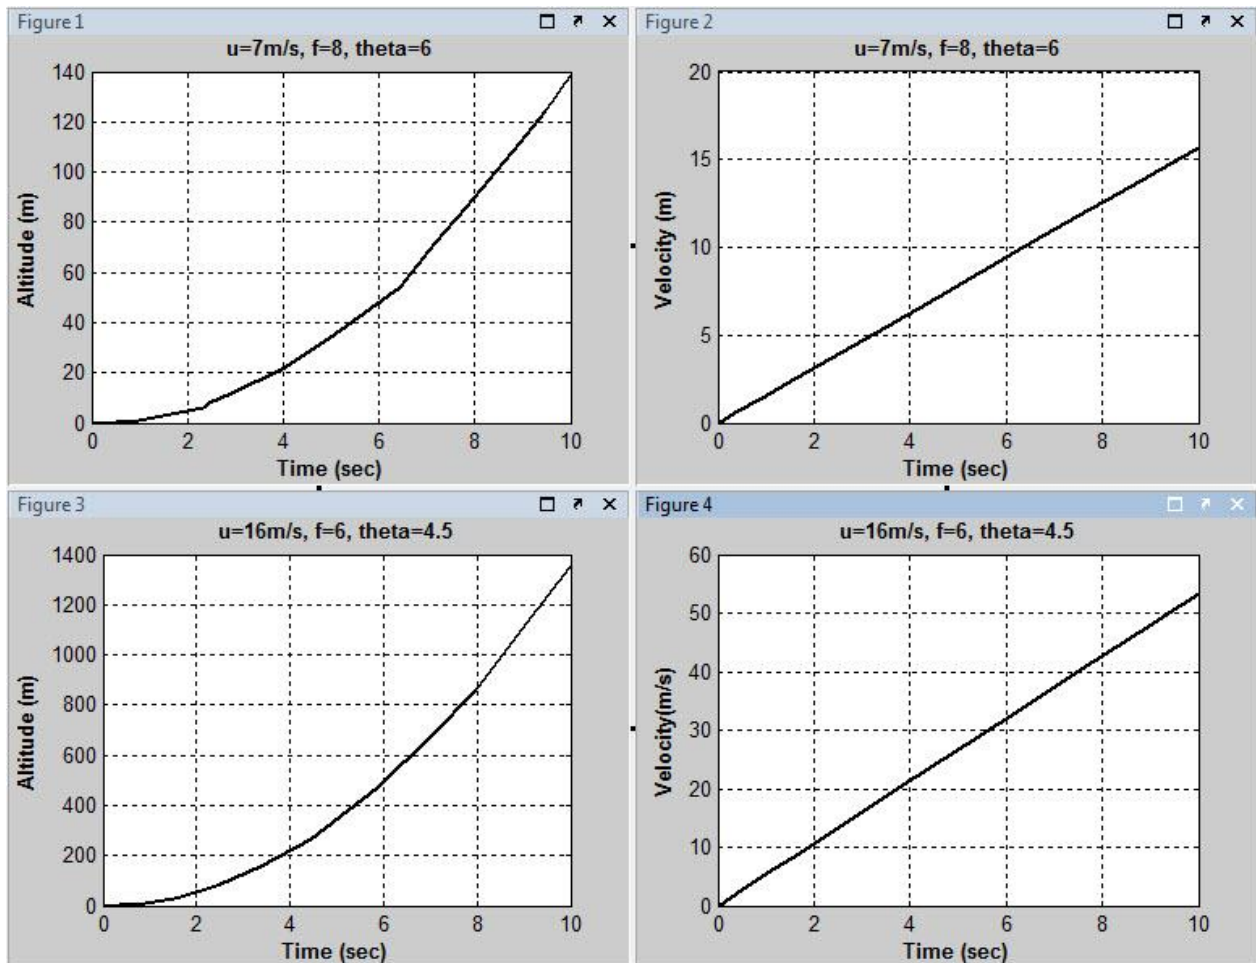 Figure 1
u=7m/s, f=8, theta=6
140
120
100
80
60
40
20
0
Altitude (m)
0 2 4 6 8 10
Time (sec)
Figure 2
u=7m/s, f=8, theta=6
20
15
10
5
0
Velocity (m)
0 2 4 6 8 10
Time (sec)
Figure 3
u=16m/s, f=6, theta=4.5
1400
1200
1000
800
600
400
200
0
Altitude (m)
0 2 4 6 8 10
Time (sec)
Figure 4
u=16m/s, f=6, theta=4.5
60
50
40
30
20
10
0
Velocity(m/s)
0 2 4 6 8 10
Time (sec)